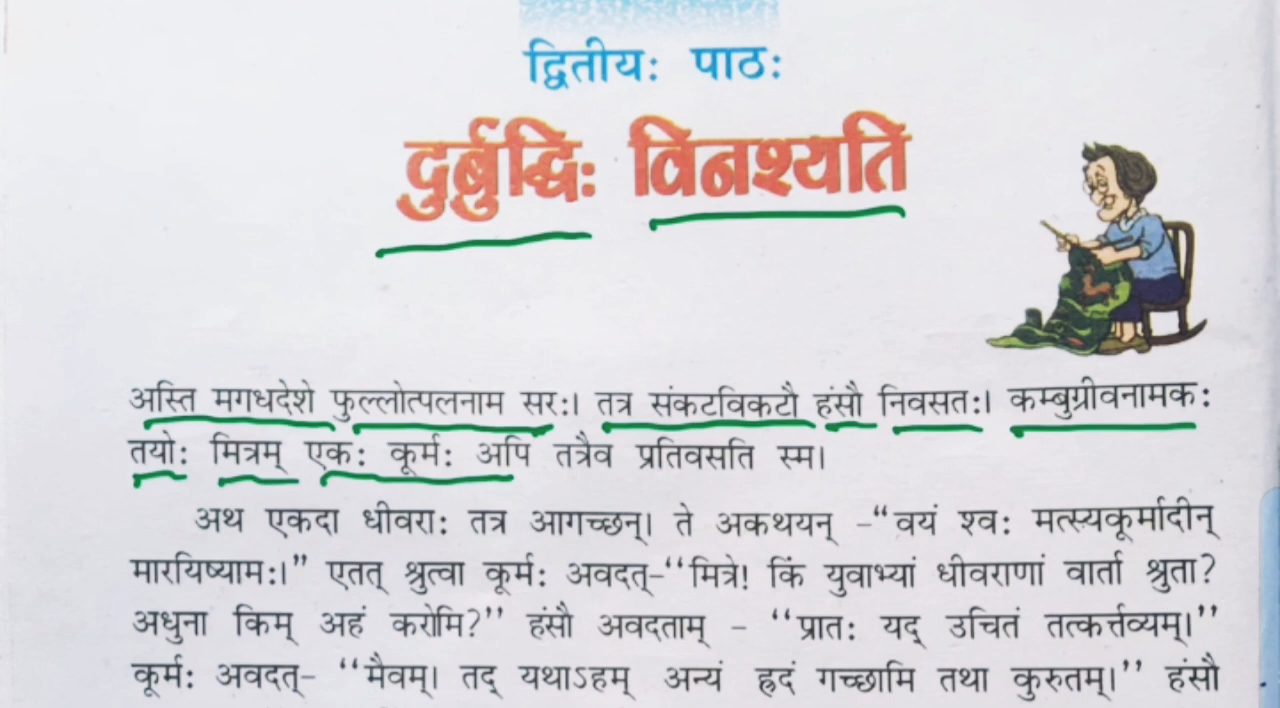 द्वितीयः पाठः
दुर्बुद्धिः विनश्यति
अस्ति मगधदेशे फुल्लोत्पलनाम सरः। तत्र संकटविकटौ हंसौ निवसतः। कम्बुग्रीवनामकः
तयोः मित्रम् एकः कूर्मः अपि तत्रैव प्रतिवसति स्म।
अथ एकदा धीवराः तत्र आगच्छन्। ते अकथयन् -“वयं श्वः मत्स्यकूर्मादीन्
मारयिष्यामः।” एतत् श्रुत्वा कूर्मः अवदत्-“मित्रे! किं युवाभ्यां धीवराणां वार्ता श्रुता?
अधुना किम् अहं करोमि?” हंसौ अवदताम् - “प्रातः यद् उचितं तत्कर्त्तव्यम्।”
कूर्मः अवदत्- “मैवम्। तद् यथाऽहम् अन्यं ह्रदं गच्छामि तथा कुरुतम्।” हंसौ